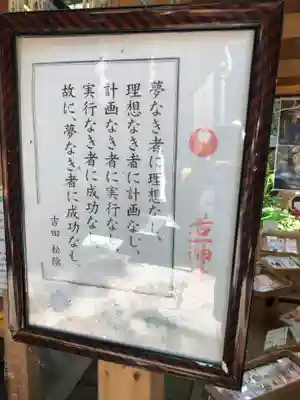 夢なき者に理想なし、
理想なき者に計画なし、
計画なき者に実行なし、
実行なき者に成功なし、
故に、夢なき者に成功なし、
吉田 松陰